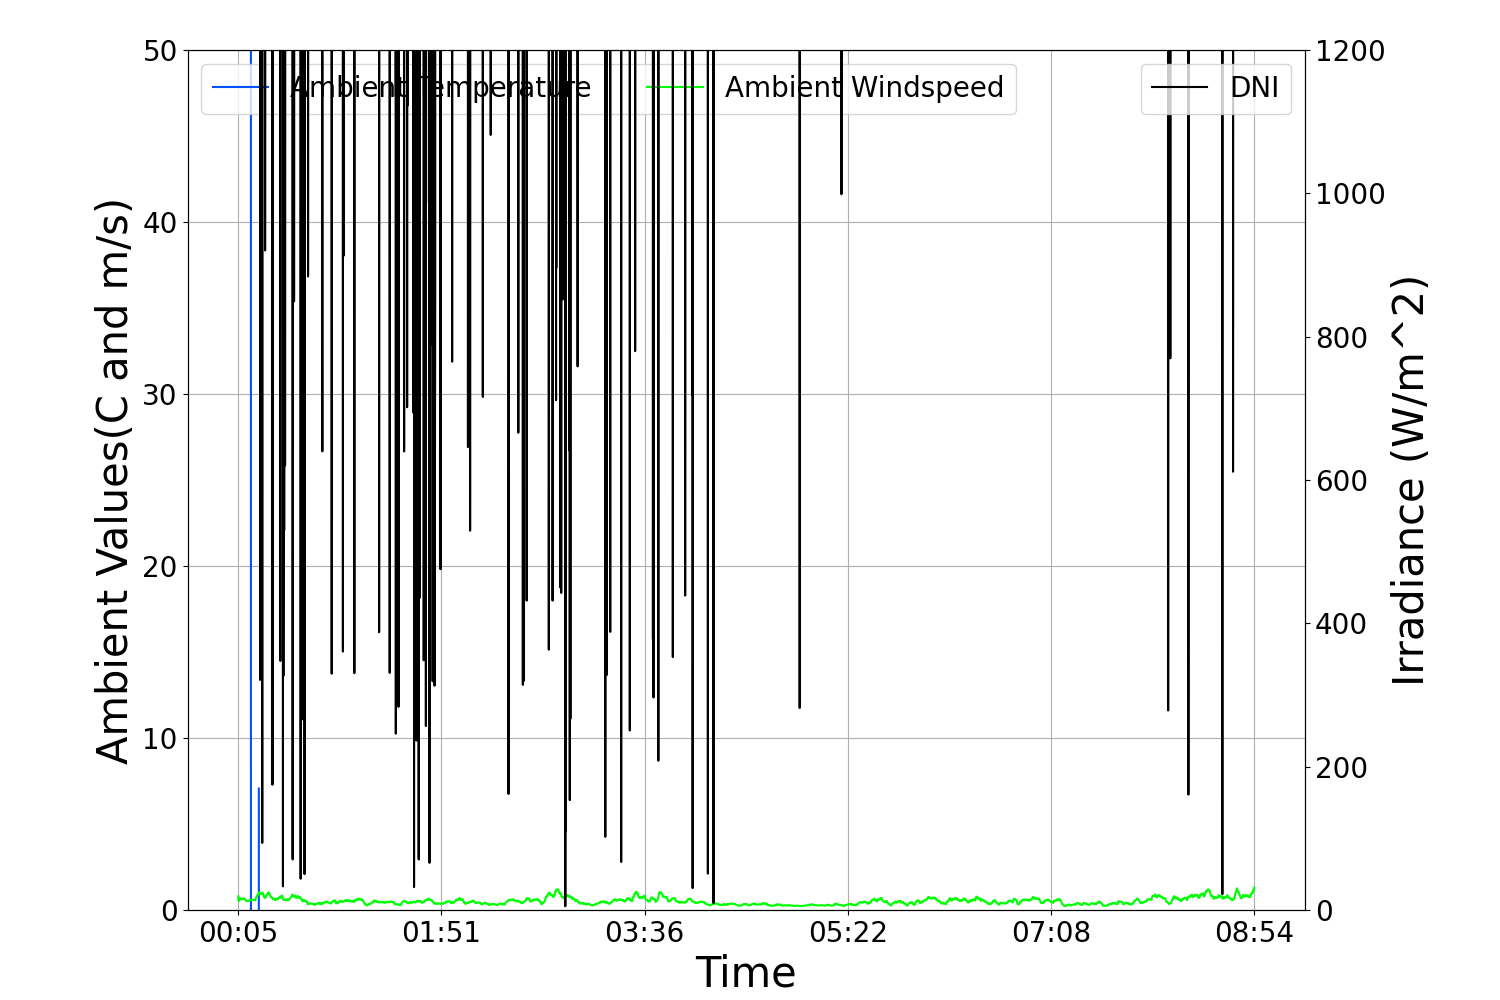 Ambient Temperature
Ambient Windspeed
DNI
Ambient Values(C and m/s)
50
40
30
20
10
0
1200
1000
800
600
400
200
0
Irradiance (W/m^2)
00:05 01:51 03:36 05:22 07:08 08:54
Time